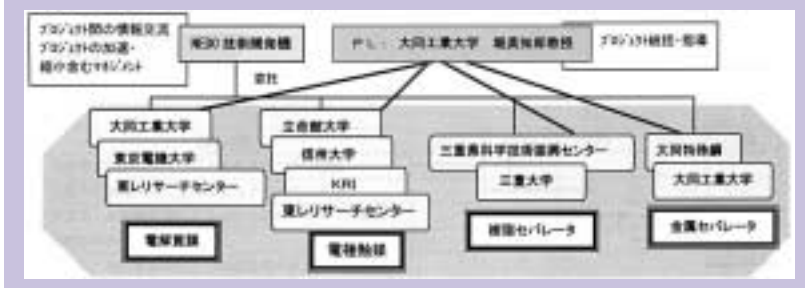 プロジェクト間の情報交流
プロジェクトの加速・
縮小含むマネジメント
NEDO技術開発機
PL: 大同工業大学 堀美知郎教授
プロジェクト統括・指導
委託
大同工業大学
東京電機大学
東レリサーチセンター
電解質膜
立命館大学
信州大学
KRI
東レリサーチセンター
電極触媒
三重県科学技術振興センター
三重大学
樹脂セパレータ
大同特殊鋼
大同工業大学
金属セパレータ